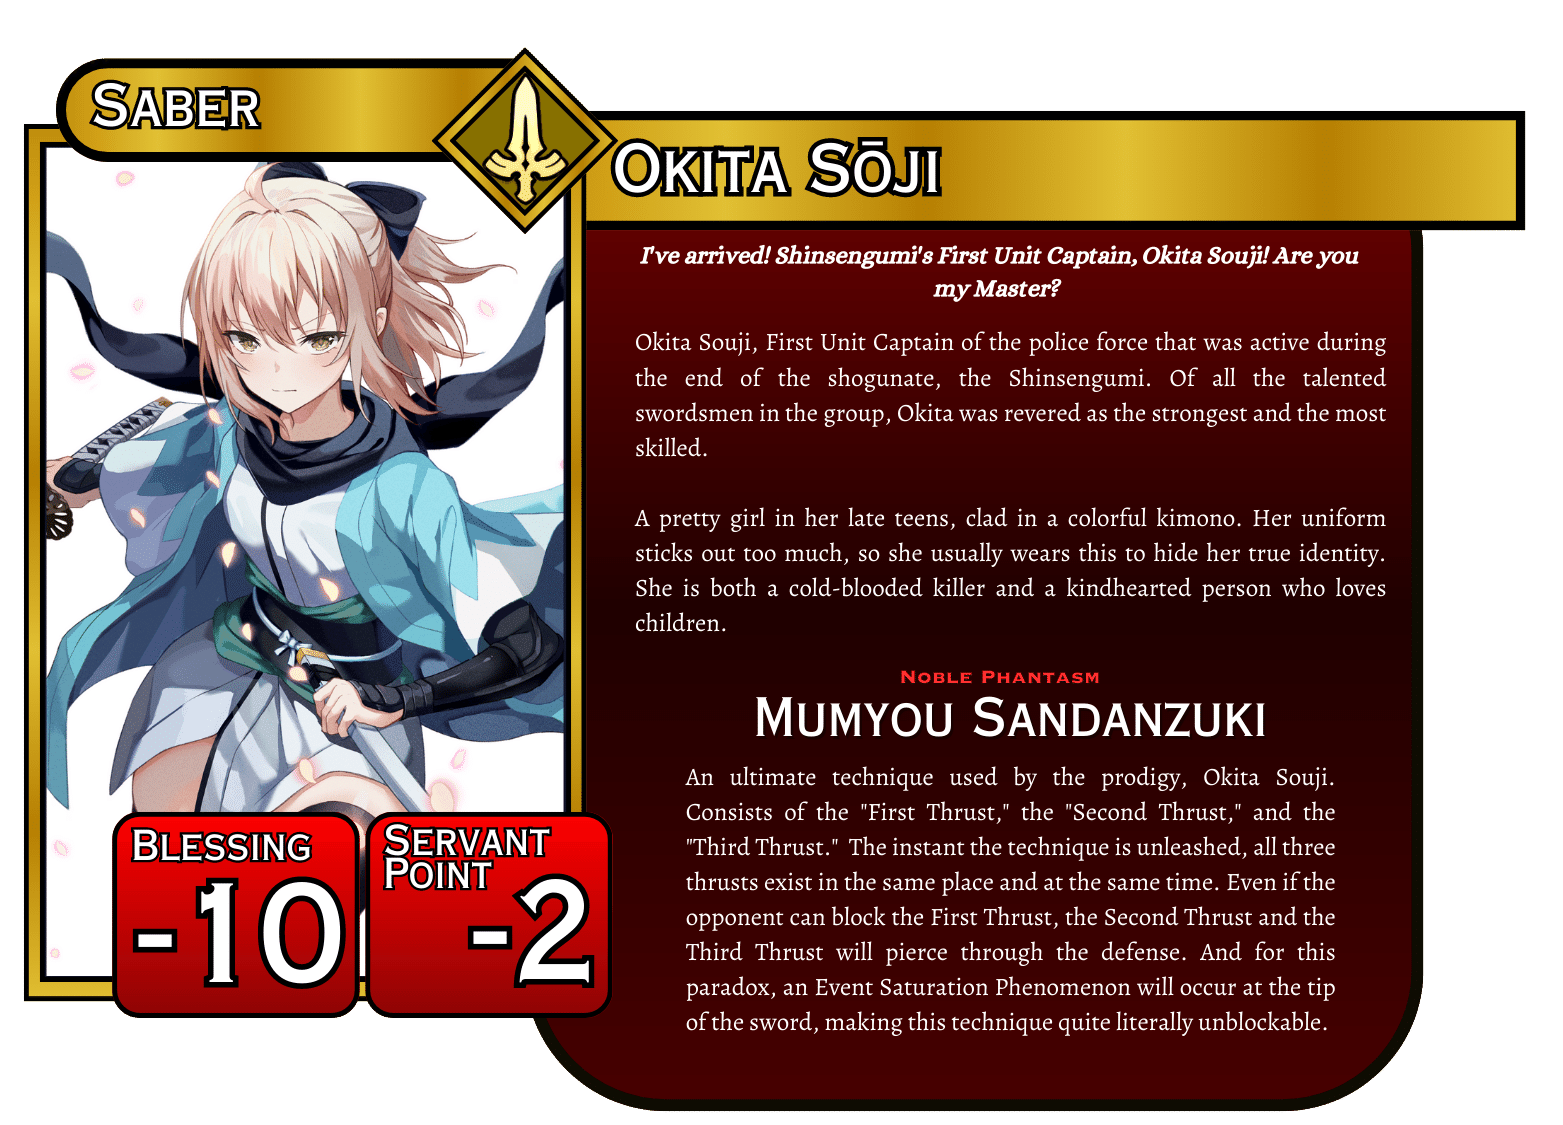 SABER
OKITA SŌJI
I've arrived! Shinsengumi's First Unit Captain, Okita Souji! Are you
my Master?
Okita Souji, First Unit Captain of the police force that was active during
the end of the shogunate, the Shinsengumi. Of all the talented
swordsmen in the group, Okita was revered as the strongest and the most
skilled.
A pretty girl in her late teens, clad in a colorful kimono. Her uniform
sticks out too much, so she usually wears this to hide her true identity.
She is both a cold-blooded killer and a kindhearted person who loves
children.
NOBLE PHANTASM
MUMYOU SANDANZUKI
An ultimate technique used by the prodigy, Okita Souji.
Consists of the "First Thrust," the "Second Thrust," and the
"Third Thrust." The instant the technique is unleashed, all three
thrusts exist in the same place and at the same time. Even if the
opponent can block the First Thrust, the Second Thrust and the
Third Thrust will pierce through the defense. And for this
paradox, an Event Saturation Phenomenon will occur at the tip
of the sword, making this technique quite literally unblockable.
BLESSING
-10
SERVANT
POINT
-2